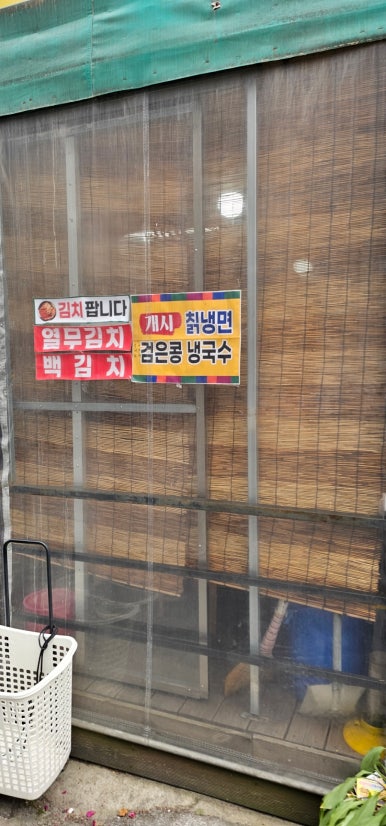 김치 팝니다
열무김치
백김치
개시 칡냉면
검은콩 냉국수